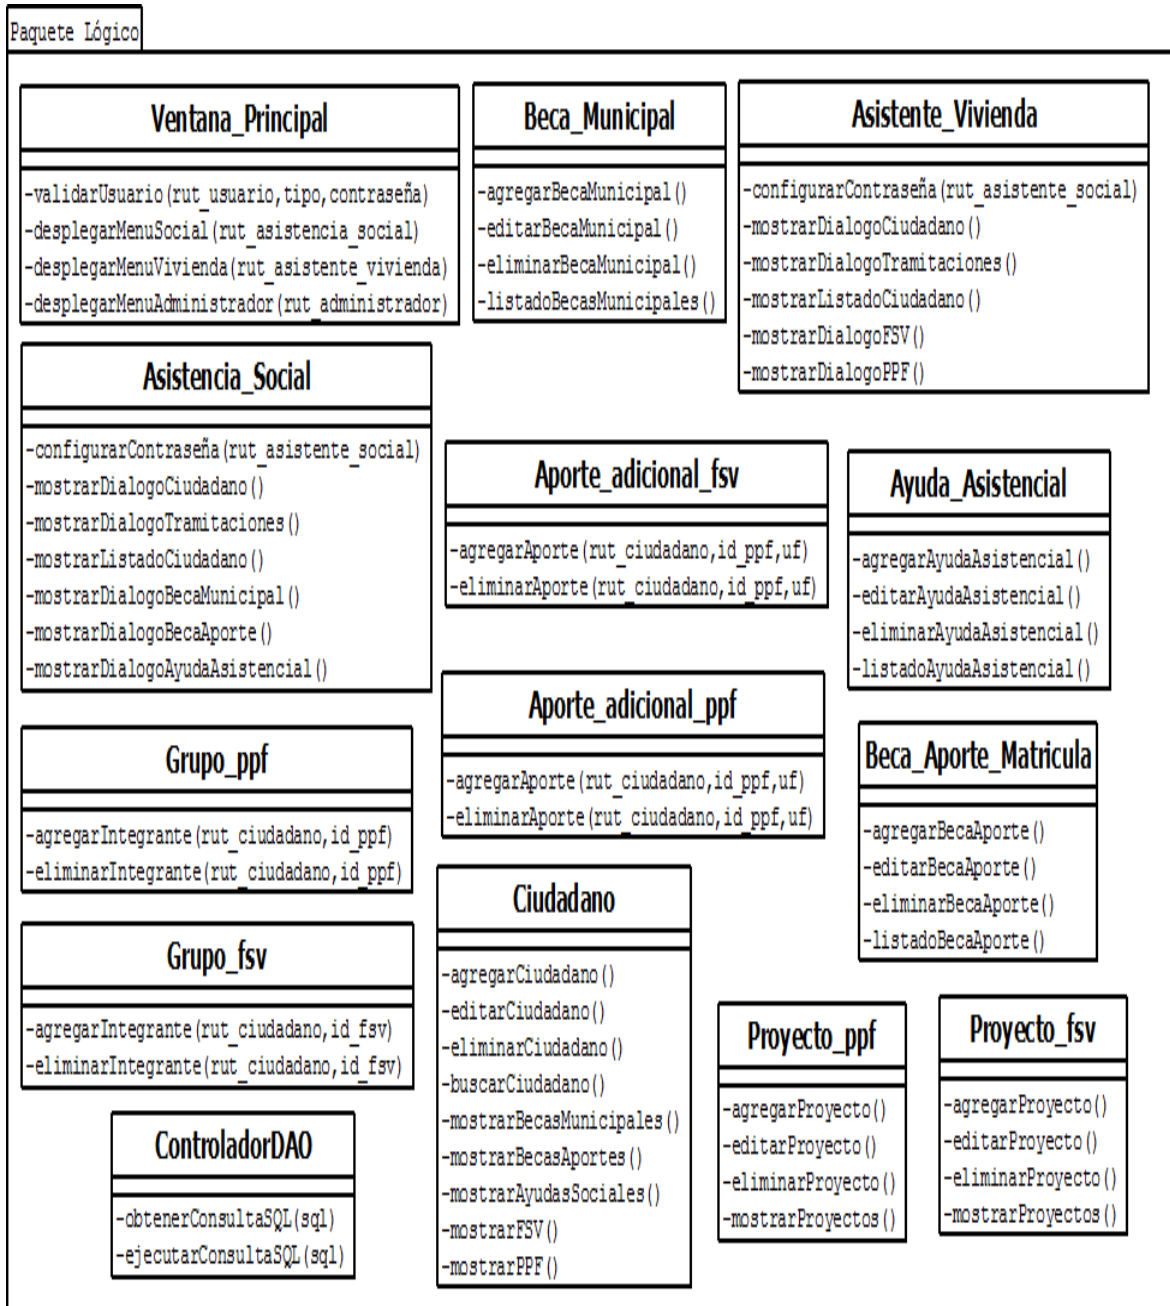 Paquete Lógico
Ventana_Principal
-validarUsuario(rut_usuario,tipo,contraseña)
-desplegarMenuSocial(rut_asistencia_social)
-desplegarMenuVivienda(rut_asistente_vivienda)
-desplegarMenuAdministrador(rut_administrador)
Beca_Municipal
-agregarBecaMunicipal()
-editarBecaMunicipal()
-eliminarBecaMunicipal()
-listadoBecasMunicipales()
Asistente_Vivienda
-configurarContraseña(rut_asistente_social)
-mostrarDialogoCiudadano()
-mostrarDialogoTramitaciones()
-mostrarListadoCiudadano()
-mostrarDialogoFSV()
-mostrarDialogoPPF()
Asistencia_Social
-configurarContraseña(rut_asistente_social)
-mostrarDialogoCiudadano()
-mostrarDialogoTramitaciones()
-mostrarListadoCiudadano()
-mostrarDialogoBecaMunicipal()
-mostrarDialogoBecaAporte()
-mostrarDialogoAyudaAsistencial()
Aporte_adicional_fsv
-agregarAporte(rut_ciudadano,id_ppf,uf)
-eliminarAporte(rut_ciudadano,id_ppf,uf)
Ayuda_Asistencial
-agregarAyudaAsistencial()
-editarAyudaAsistencial()
-eliminarAyudaAsistencial()
-listadoAyudaAsistencial()
Aporte_adicional_ppf
-agregarAporte(rut_ciudadano,id_ppf,uf)
-eliminarAporte(rut_ciudadano,id_ppf,uf)
Grupo_ppf
-agregarIntegrante(rut_ciudadano,id_ppf)
-eliminarIntegrante(rut_ciudadano,id_ppf)
Beca_Aporte_Matricula
-agregarBecaAporte()
-editarBecaAporte()
-eliminarBecaAporte()
-listadoBecaAporte()
Grupo_fsv
-agregarIntegrante(rut_ciudadano,id_fsv)
-eliminarIntegrante(rut_ciudadano,id_fsv)
Ciudadano
-agregarCiudadano()
-editarCiudadano()
-eliminarCiudadano()
-buscarCiudadano()
-mostrarBecasMunicipales()
-mostrarBecasAportes()
-mostrarAyudasSociales()
-mostrarFSV()
-mostrarPPF()
Proyecto_ppf
-agregarProyecto()
-editarProyecto()
-eliminarProyecto()
-mostrarProyectos()
Proyecto_fsv
-agregarProyecto()
-editarProyecto()
-eliminarProyecto()
-mostrarProyectos()
ControladorDAO
-obtenerConsultaSQL(sql)
-ejecutarConsultaSQL(sql)